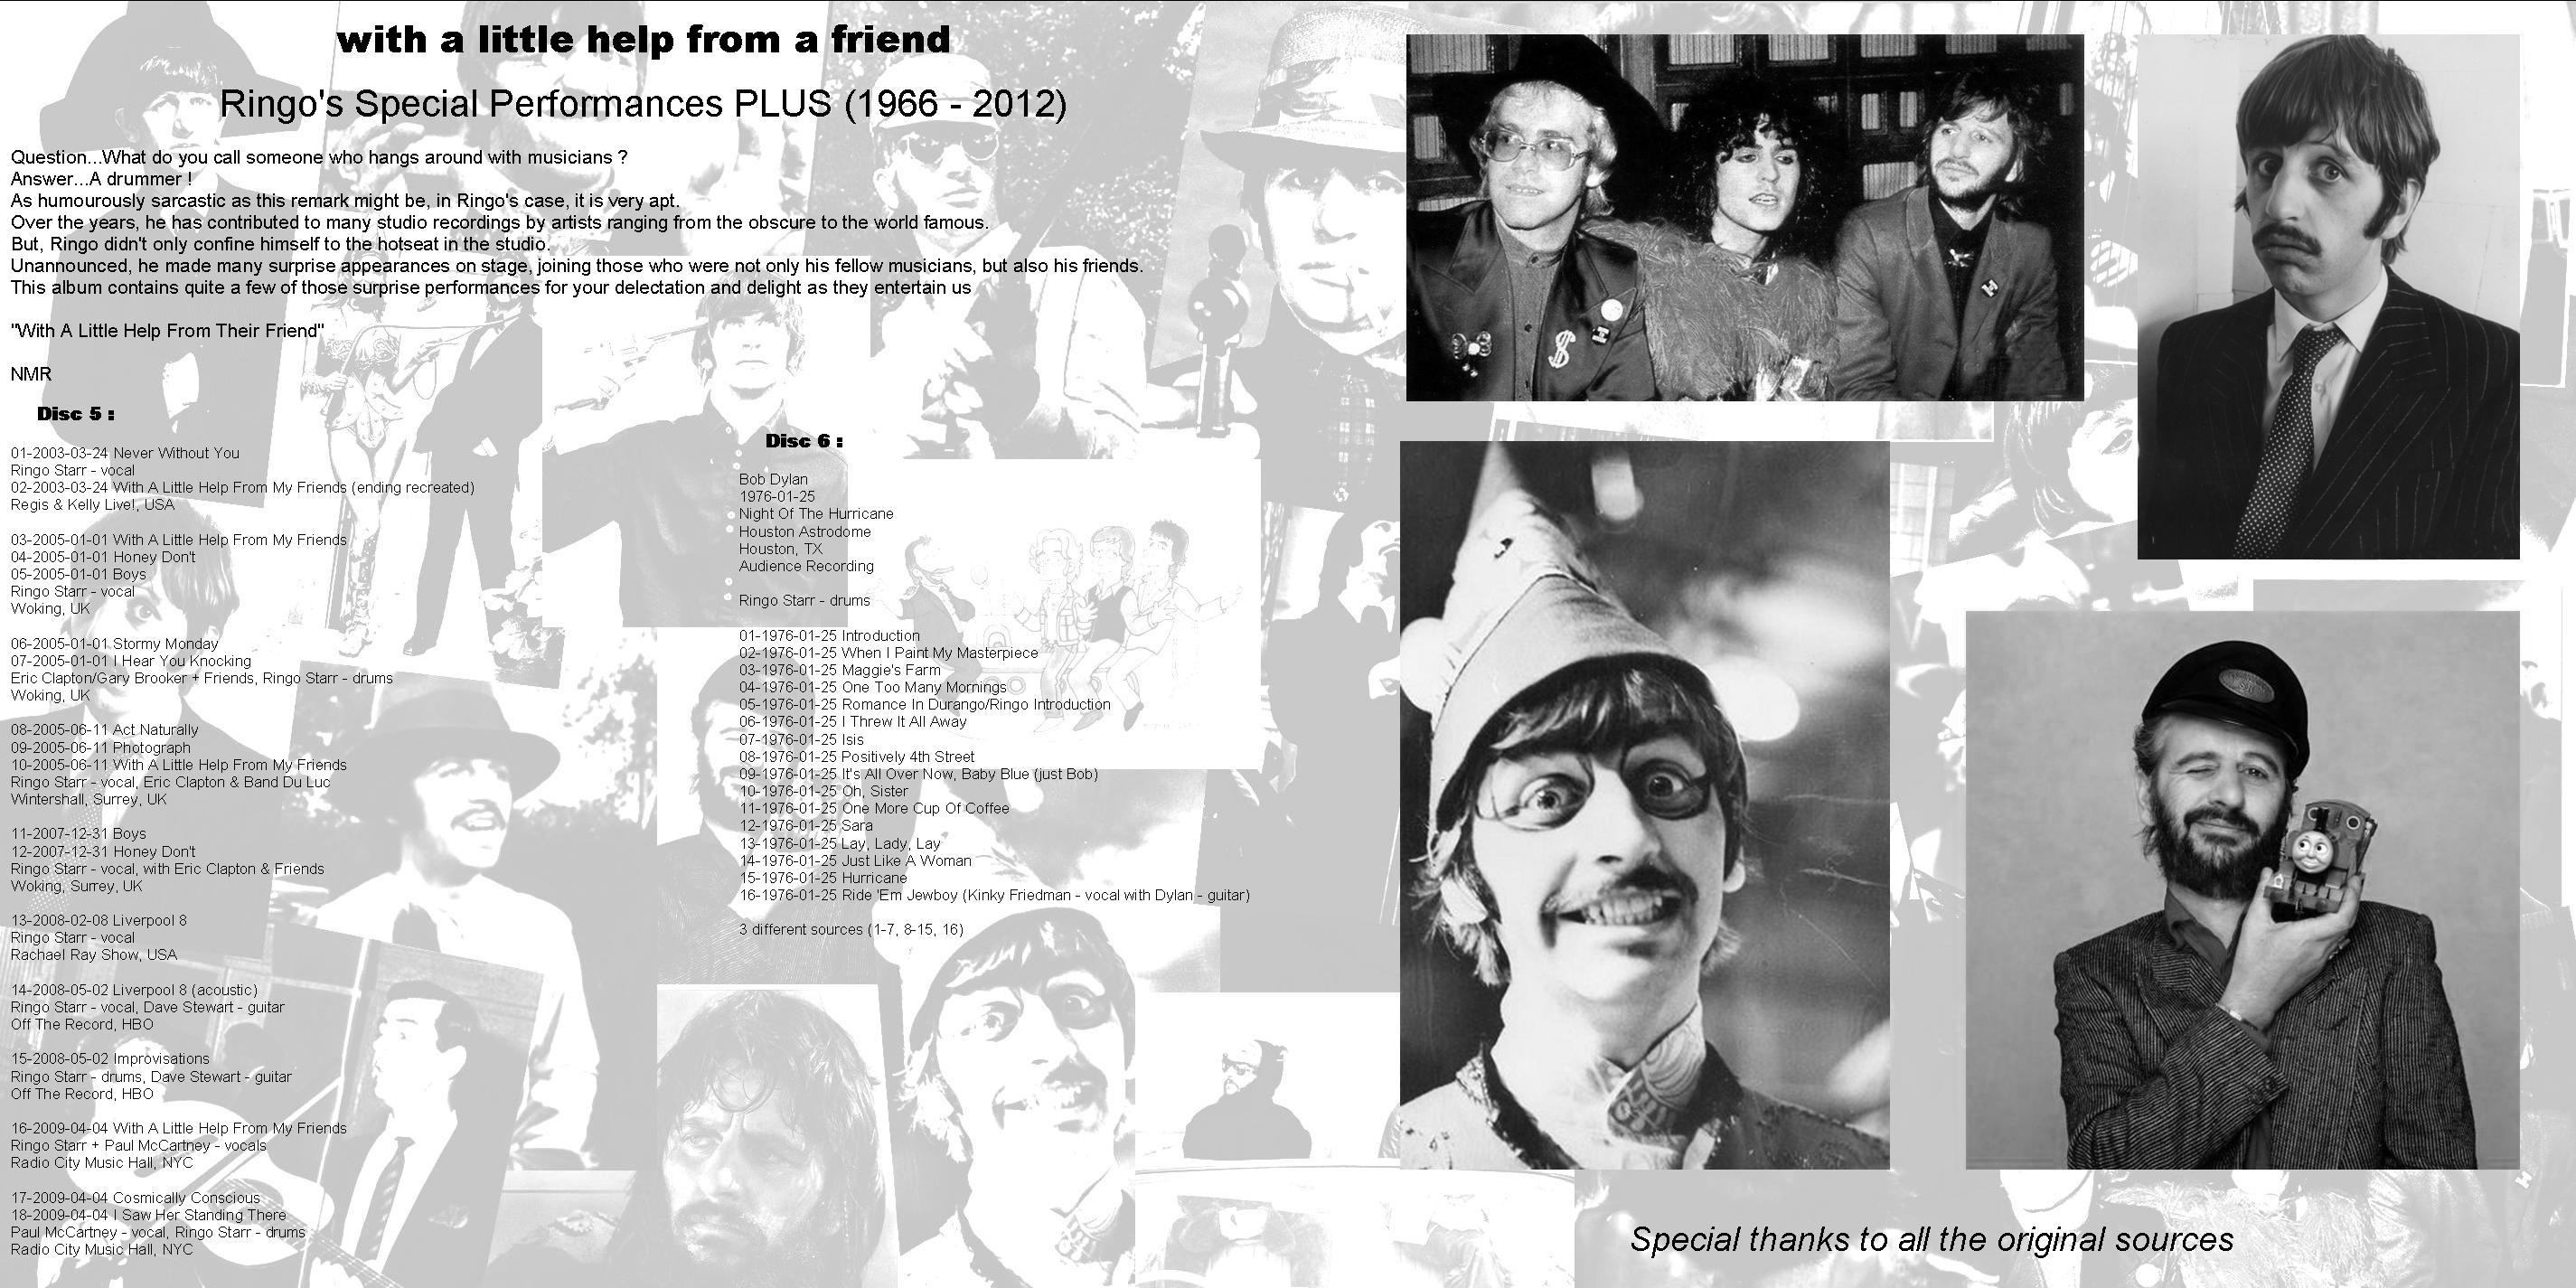 with a little help from a friend
Ringo's Special Performances PLUS (1966 - 2012)
Question...What do you call someone who hangs around with musicians ?
Answer...A drummer !
As humourously sarcastic as this remark might be, in Ringo's case, it is very apt.
Over the years, he has contributed to many studio recordings by artists ranging from the obscure to the world famous.
But, Ringo didn't only confine himself to the hotseat in the studio.
Unannounced, he made many surprise appearances on stage, joining those who were not only his fellow musicians, but also his friends.
This album contains quite a few of those surprise performances for your delectation and delight as they entertain us
"With A Little Help From Their Friend"
NMR
Disc 5 :
01-2003-03-24 Never Without You
Ringo Starr - vocal
02-2003-03-24 With A Little Help From My Friends (ending recreated)
Regis & Kelly Live!, USA
03-2005-01-01 With A Little Help From My Friends
04-2005-01-01 Honey Don't
05-2005-01-01 Boys
Ringo Starr - vocal
Woking, UK
06-2005-01-01 Stormy Monday
07-2005-01-01 I Hear You Knocking
Eric Clapton/Gary Brooker + Friends, Ringo Starr - drums
Woking, UK
08-2005-06-11 Act Naturally
09-2005-06-11 Photograph
10-2005-06-11 With A Little Help From My Friends
Ringo Starr - vocal, Eric Clapton & Band Du Luc
Wintershall, Surrey, UK
11-2007-12-31 Boys
12-2007-12-31 Honey Don't
Ringo Starr - vocal, with Eric Clapton & Friends
Woking, Surrey, UK
13-2008-02-08 Liverpool 8
Ringo Starr - vocal
Rachael Ray Show, USA
14-2008-05-02 Liverpool 8 (acoustic)
Ringo Starr - vocal, Dave Stewart - guitar
Off The Record, HBO
15-2008-05-02 Improvisations
Ringo Starr - drums, Dave Stewart - guitar
Off The Record, HBO
16-2009-04-04 With A Little Help From My Friends
Ringo Starr + Paul McCartney - vocals
Radio City Music Hall, NYC
17-2009-04-04 Cosmically Conscious
18-2009-04-04 I Saw Her Standing There
Paul McCartney - vocal, Ringo Starr - drums
Radio City Music Hall, NYC
Disc 6 :
Bob Dylan
1976-01-25
Night Of The Hurricane
Houston Astrodome
Houston, TX
Audience Recording
Ringo Starr - drums
01-1976-01-25 Introduction
02-1976-01-25 When I Paint My Masterpiece
03-1976-01-25 Maggie's Farm
04-1976-01-25 One Too Many Mornings
05-1976-01-25 Romance In Durango/Ringo Introduction
06-1976-01-25 I Threw It All Away
07-1976-01-25 Isis
08-1976-01-25 Positively 4th Street
09-1976-01-25 It's All Over Now, Baby Blue (just Bob)
10-1976-01-25 Oh, Sister
11-1976-01-25 One More Cup Of Coffee
12-1976-01-25 Sara
13-1976-01-25 Lay, Lady, Lay
14-1976-01-25 Just Like A Woman
15-1976-01-25 Hurricane
16-1976-01-25 Ride 'Em Jewboy (Kinky Friedman - vocal with Dylan - guitar)
3 different sources (1-7, 8-15, 16)
Special thanks to all the original sources